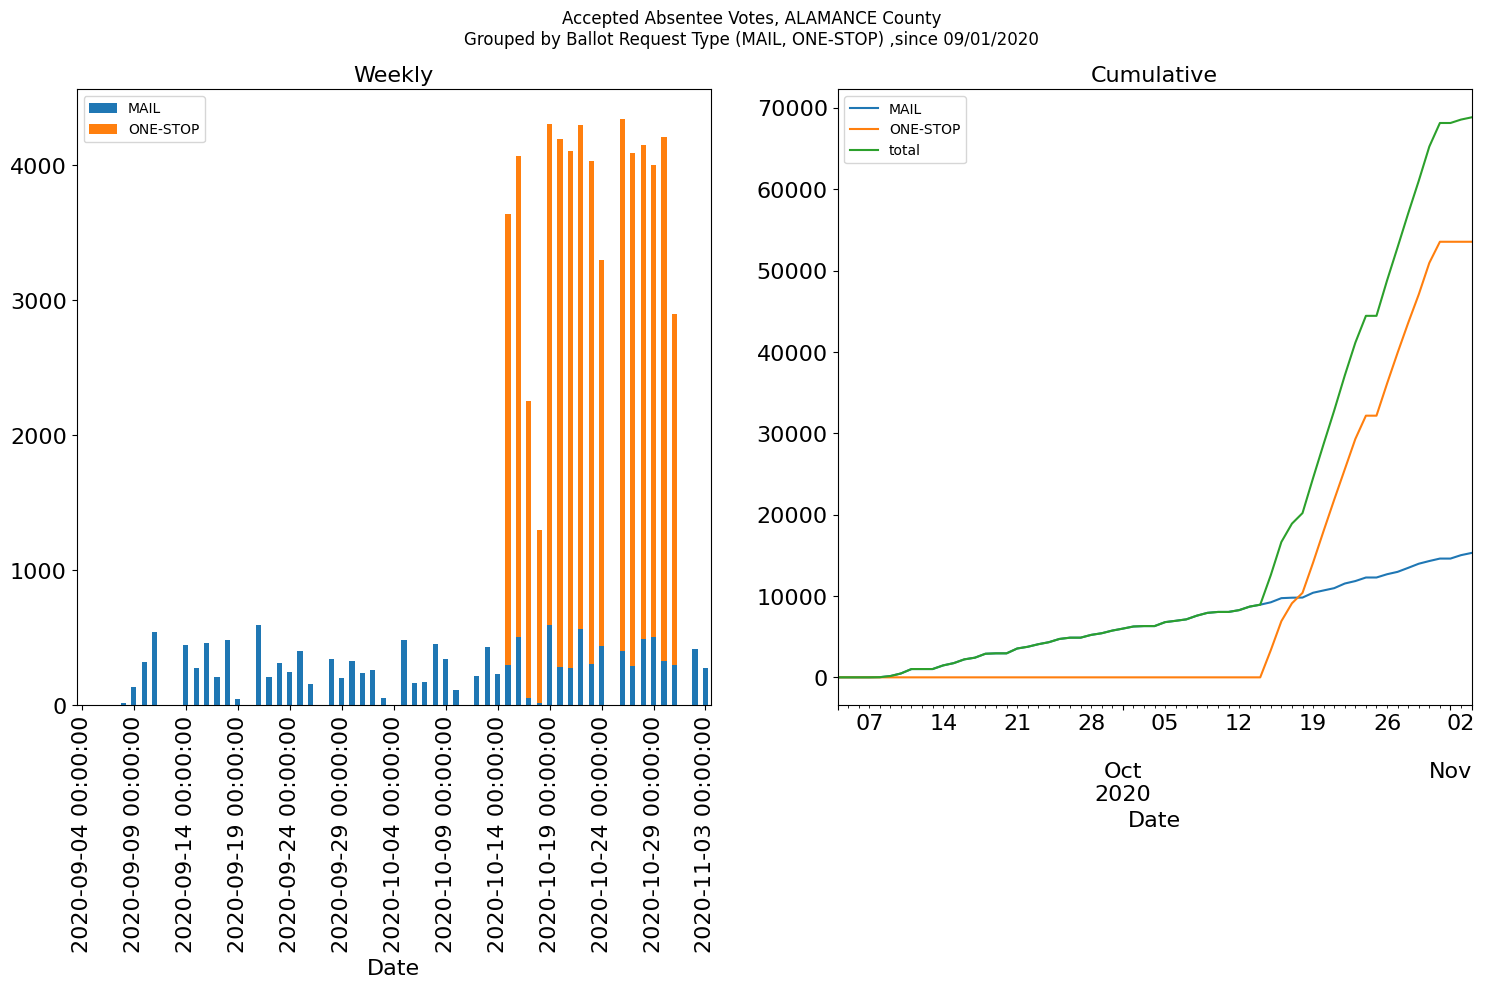 Accepted Absentee Votes, ALAMANCE County
Grouped by Ballot Request Type (MAIL, ONE-STOP) ,since 09/01/2020
Weekly
MAIL
ONE-STOP
4000
3000
2000
1000
0
2020-09-04 00:00:00
2020-09-09 00:00:00
2020-09-14 00:00:00
2020-09-19 00:00:00
2020-09-24 00:00:00
2020-09-29 00:00:00
2020-10-04 00:00:00
2020-10-09 00:00:00
2020-10-14 00:00:00
2020-10-19 00:00:00
2020-10-24 00:00:00
2020-10-29 00:00:00
2020-11-03 00:00:00
Date
Cumulative
MAIL
ONE-STOP
total
70000
60000
50000
40000
30000
20000
10000
0
07 14 21 28 05 12 19 26 02
Oct Nov
2020
Date